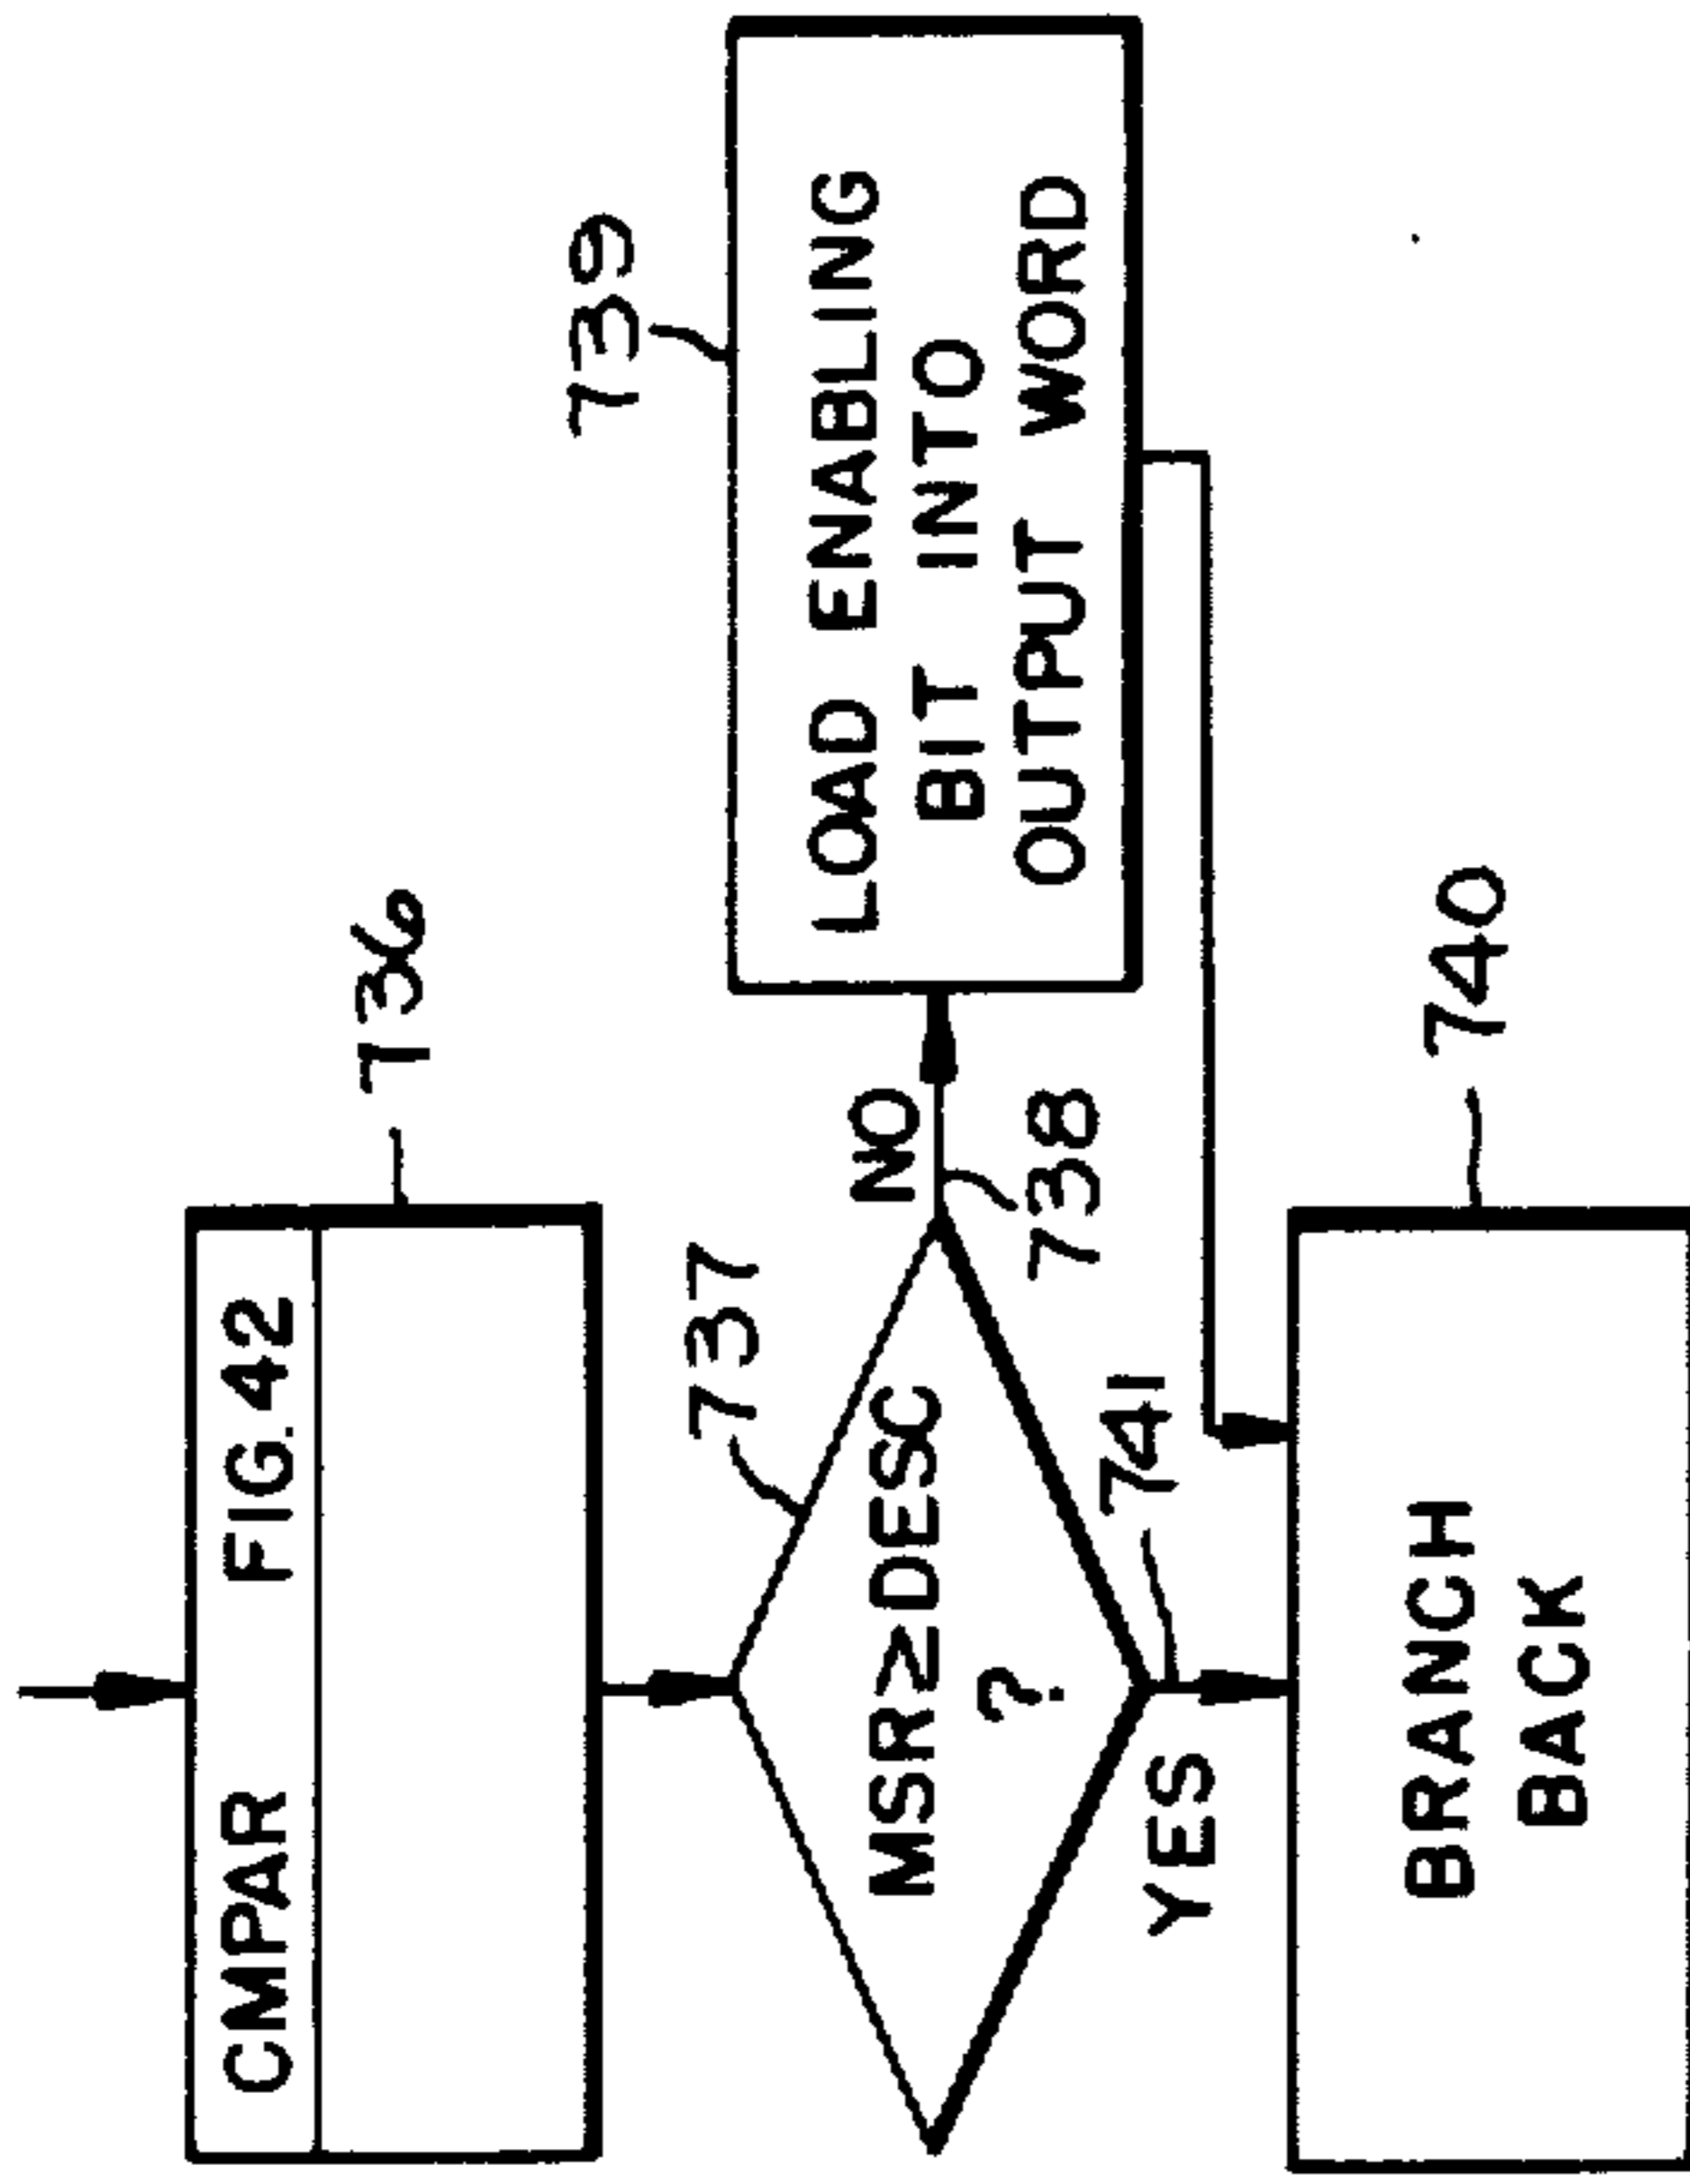 CMPAR FIG. 42
736
737
MSR≥DESC
?
NO
738
739
LOAD ENABLING
BIT INTO
OUTPUT WORD
YES
741
740
BRANCH
BACK